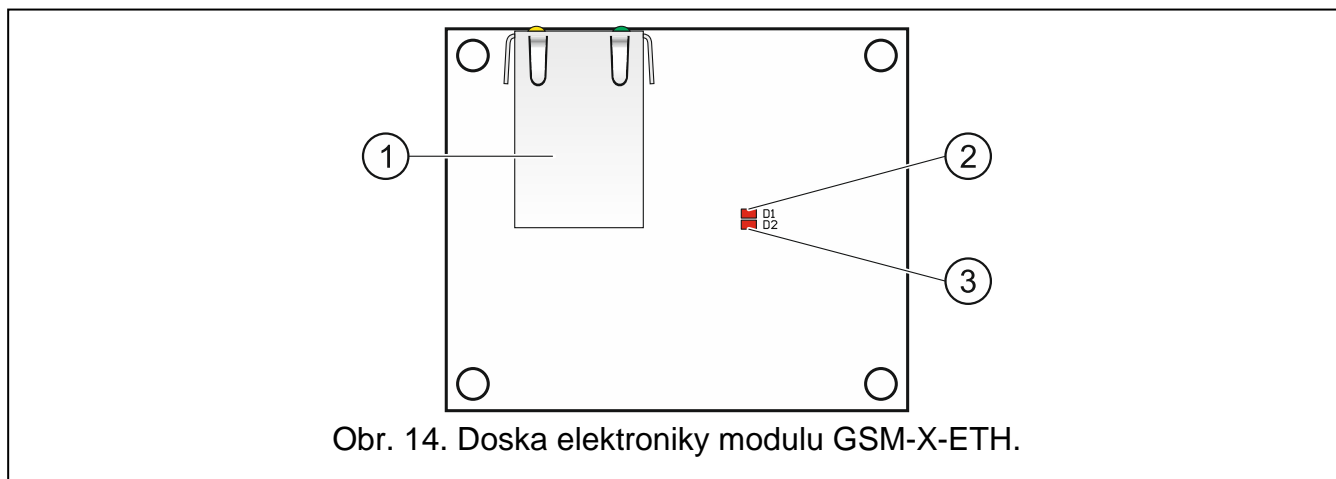 1
2
D1
D2
3
Obr. 14. Doska elektroniky modulu GSM-X-ETH.